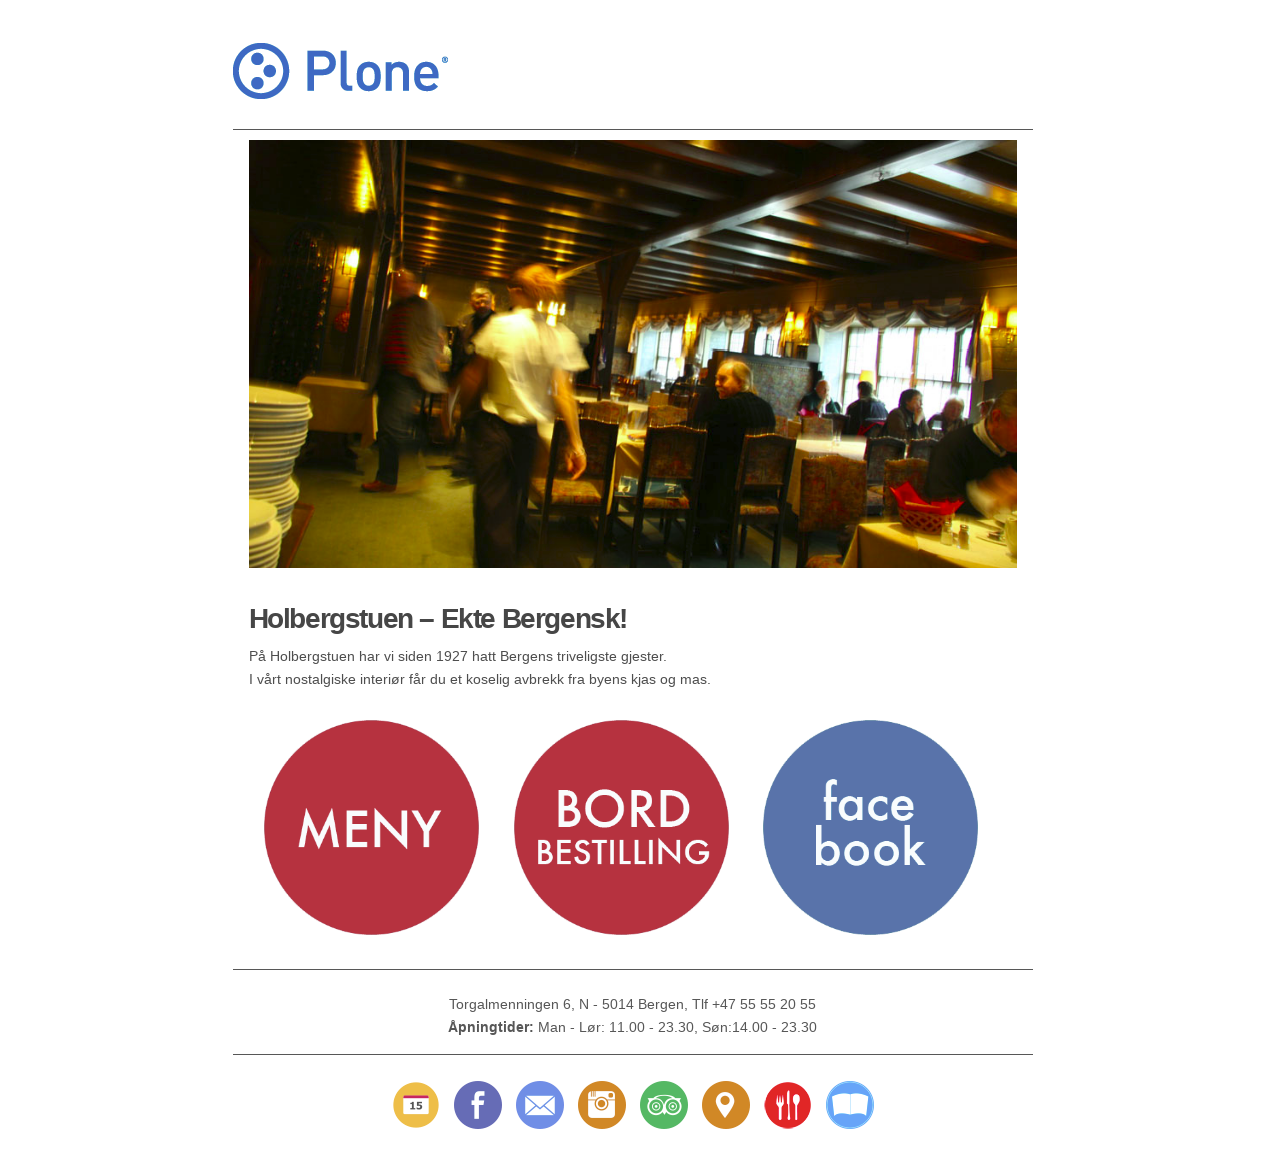 Plone®
Holbergstuen – Ekte Bergensk!
På Holbergstuen har vi siden 1927 hatt Bergens triveligste gjester.
I vårt nostalgiske interiør får du et koselig avbrekk fra byens kjas og mas.
MENY
BORD
BESTILLING
face
book
Torgalmenningen 6, N - 5014 Bergen, Tlf +47 55 55 20 55
Åpningtider: Man - Lør: 11.00 - 23.30, Søn:14.00 - 23.30
15
f